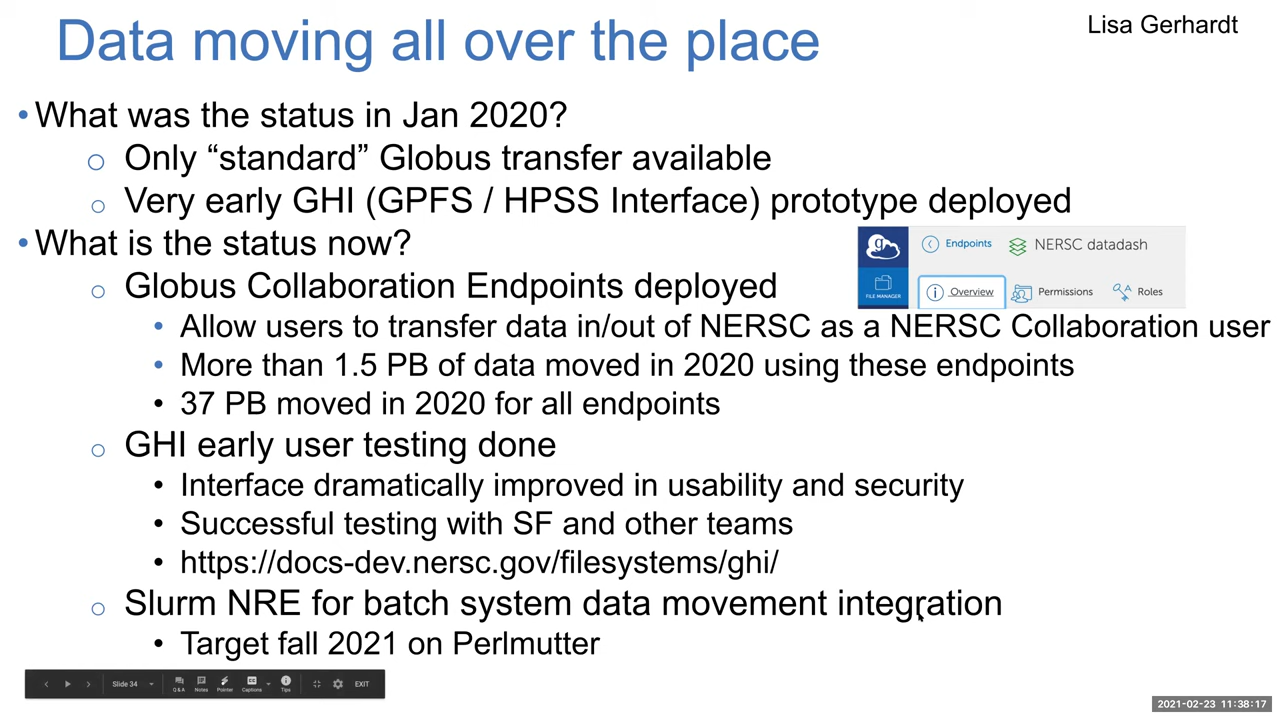 Data moving all over the place
Lisa Gerhardt
• What was the status in Jan 2020?
o Only “standard” Globus transfer available
o Very early GHI (GPFS / HPSS Interface) prototype deployed
• What is the status now?
o Globus Collaboration Endpoints deployed
Endpoints NERSC datadash
FILE MANAGER
Overview Permissions Roles
• Allow users to transfer data in/out of NERSC as a NERSC Collaboration user
• More than 1.5 PB of data moved in 2020 using these endpoints
• 37 PB moved in 2020 for all endpoints
o GHI early user testing done
• Interface dramatically improved in usability and security
• Successful testing with SF and other teams
• https://docs-dev.nersc.gov/filesystems/ghi/
o Slurm NRE for batch system data movement integration
• Target fall 2021 on Perlmutter
Slide 34 Q & A Notes Pointer Captions Tips EXIT
2021-02-23 11:38:17